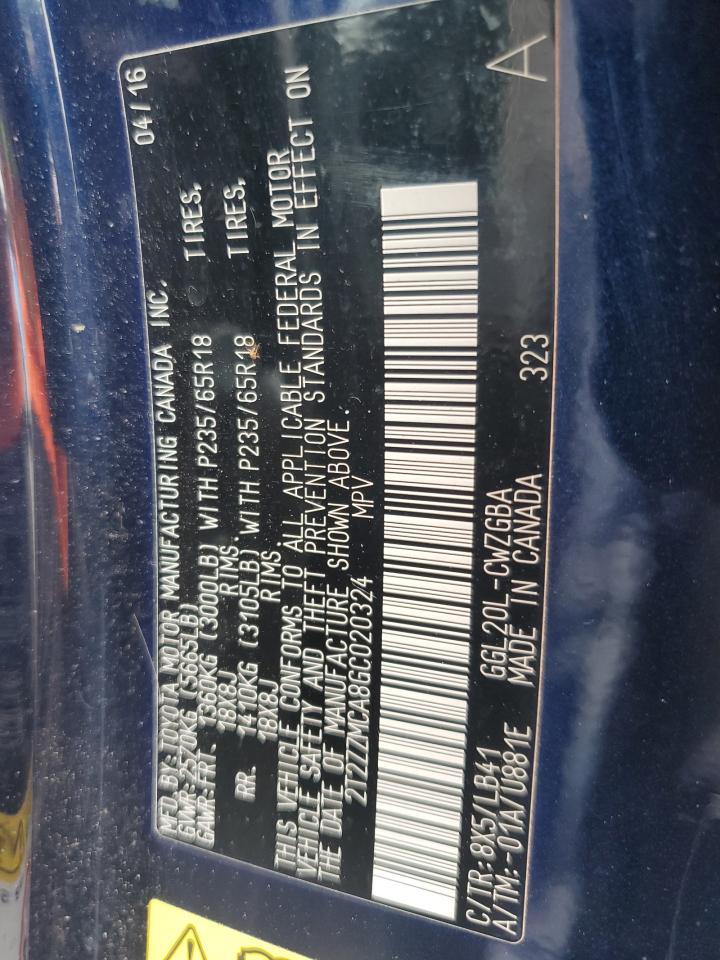 MFD. BY: TOYOTA MOTOR MANUFACTURING CANADA INC. 04/16
GVWR: 2570KG (5665LB)
GAWR: FRT. 1360KG (3000LB) WITH P235/65R18 TIRES,
18X8J RIMS.
RR. 1410KG (3105LB) WITH P235/65R18 TIRES,
18X8J RIMS.
THIS VEHICLE CONFORMS TO ALL APPLICABLE FEDERAL MOTOR
VEHICLE SAFETY AND THEFT PREVENTION STANDARDS IN EFFECT ON
THE DATE OF MANUFACTURE SHOWN ABOVE.
2T2ZZMCA8GC020324 MPV
C/TR: 8X5/LB41 GGL20L-CWZGBA A
A/TM: -01A/U881E MADE IN CANADA 323